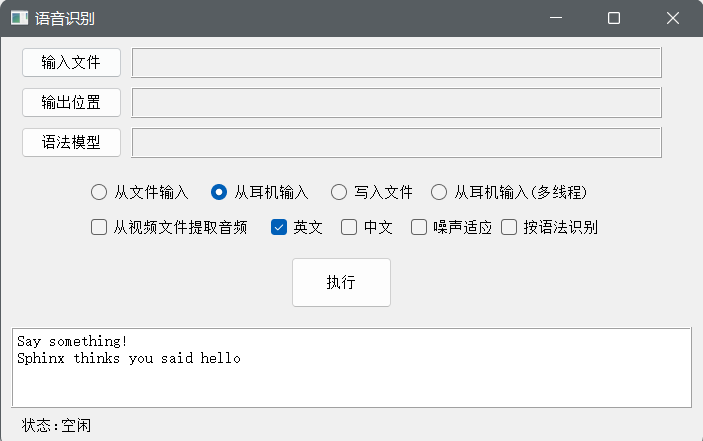 语音识别
输入文件
输出位置
语法模型
从文件输入 从耳机输入 写入文件 从耳机输入(多线程)
从视频文件提取音频 英文 中文 噪声适应 按语法识别
执行
Say something!
Sphinx thinks you said hello
状态:空闲